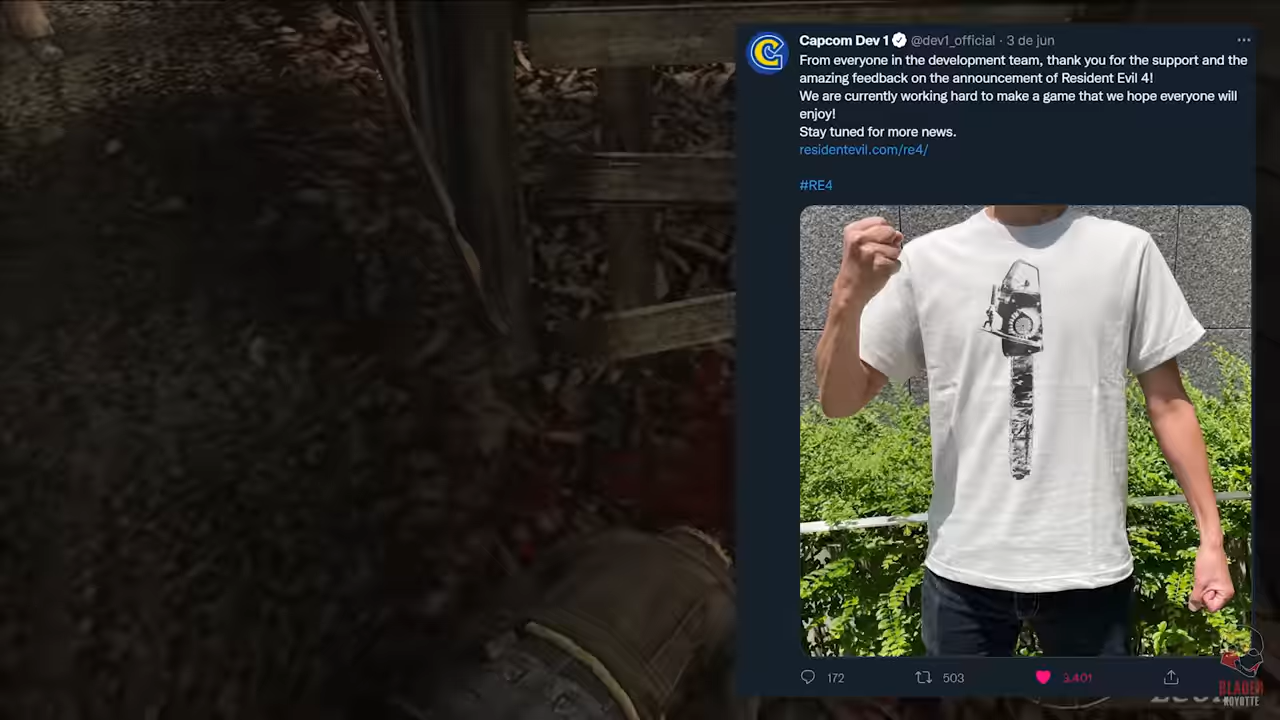 Capcom Dev 1 @dev1_official · 3 de jun
From everyone in the development team, thank you for the support and the
amazing feedback on the announcement of Resident Evil 4!
We are currently working hard to make a game that we hope everyone will
enjoy!
Stay tuned for more news.
residentevil.com/re4/
#RE4
172 503 3.401
BLADER
KOYOTTE